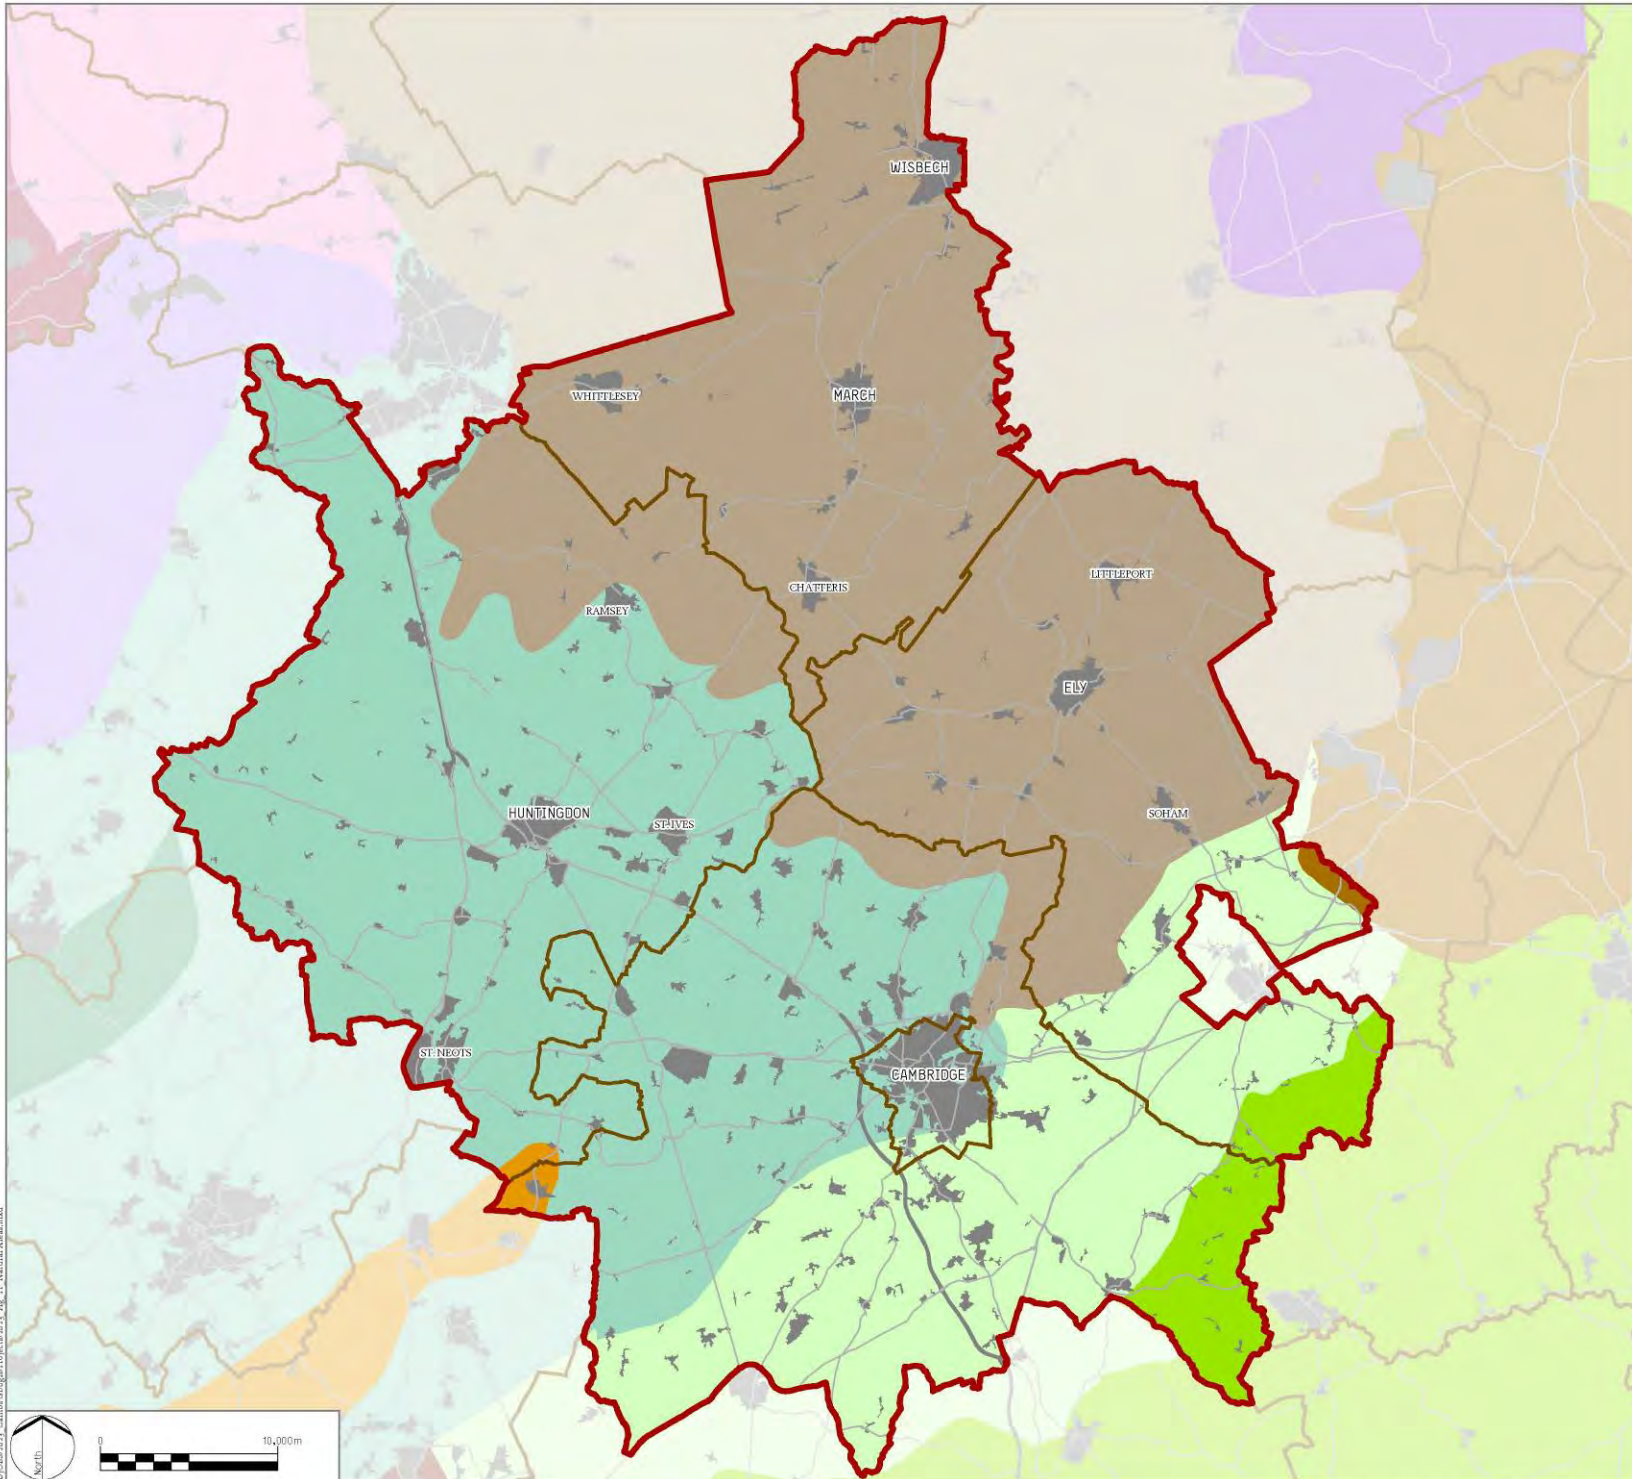 WISBECH
WHITTLESEY
MARCH
LITTLEPORT
CHATTERIS
RAMSEY
ELY
HUNTINGDON
SOHAM
ST.IVES
ST.NEOTS
CAMBRIDGE
North
0
10,000m